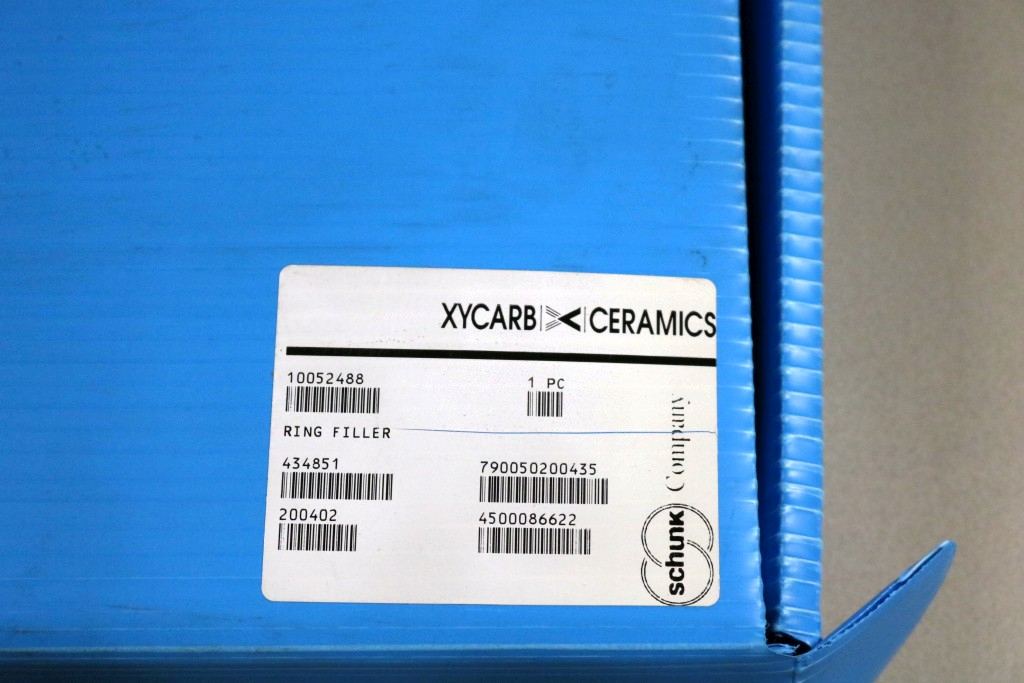 XYCARB CERAMICS
10052488
1 PC
RING FILLER
434851
790050200435
200402
4500086622
schunk Company